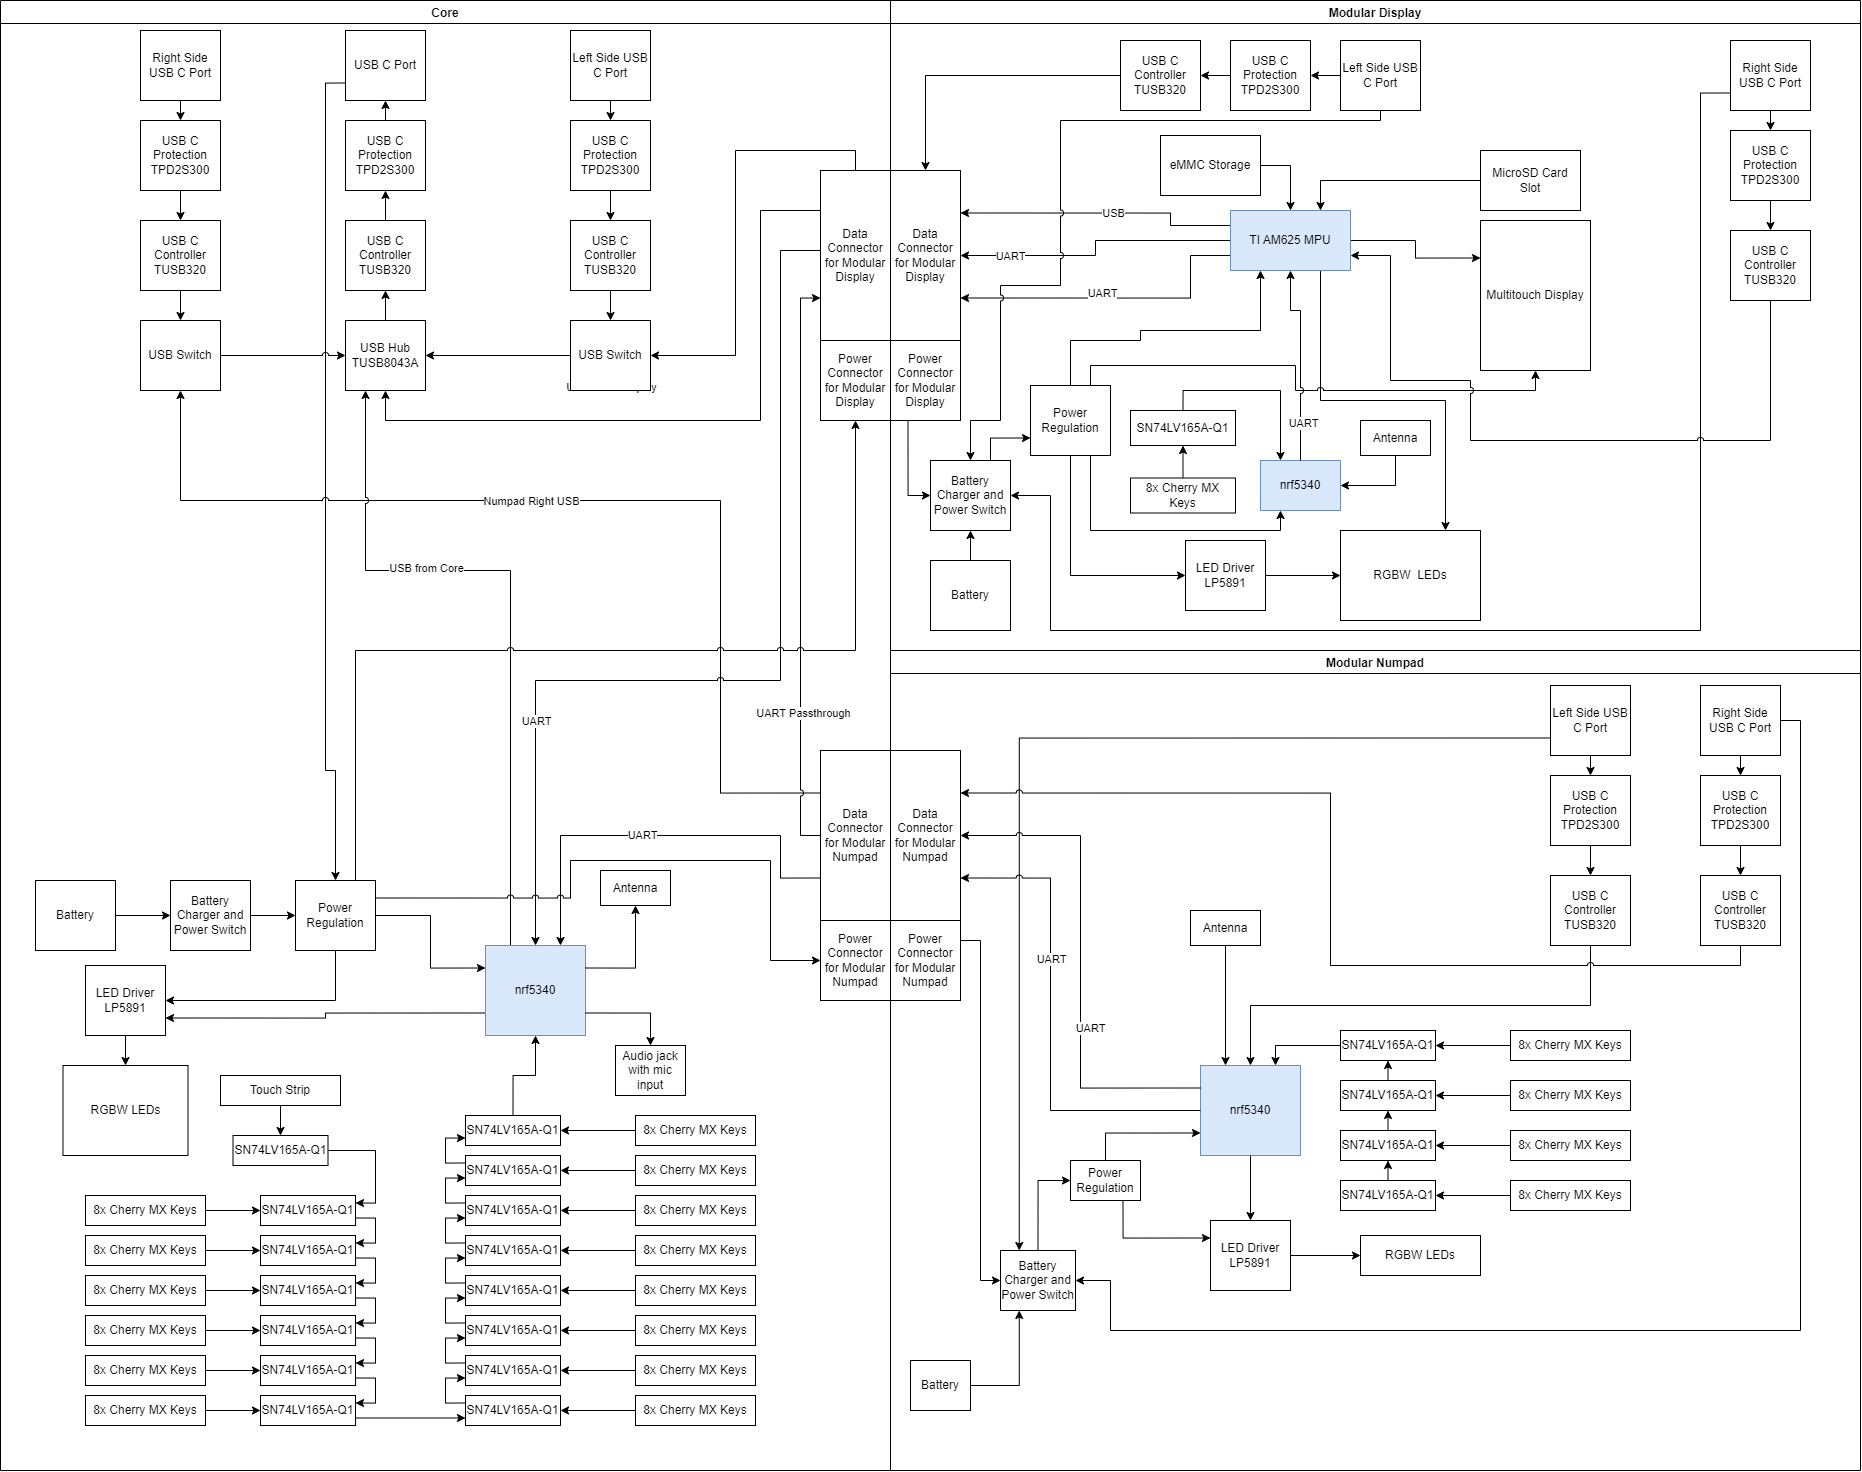 Core
Right Side
USB C Port
USB C Port
Left Side USB
C Port
USB C
Protection
TPD2S300
USB C
Protection
TPD2S300
USB C
Protection
TPD2S300
USB C
Controller
TUSB320
USB C
Controller
TUSB320
USB C
Controller
TUSB320
USB Switch
USB Hub
TUSB8043A
USB Switch
Data
Connector
for Modular
Display
Power
Connector
for Modular
Display
Numpad Right USB
USB from Core
UART
UART Passthrough
Data
Connector
for Modular
Numpad
UART
Power
Connector
for Modular
Numpad
Battery
Battery
Charger and
Power Switch
Power
Regulation
Antenna
nrf5340
LED Driver
LP5891
RGBW LEDs
Audio jack
with mic
input
Touch Strip
SN74LV165A-Q1
8x Cherry MX Keys
SN74LV165A-Q1
8x Cherry MX Keys
SN74LV165A-Q1
8x Cherry MX Keys
SN74LV165A-Q1
8x Cherry MX Keys
SN74LV165A-Q1
8x Cherry MX Keys
SN74LV165A-Q1
8x Cherry MX Keys
SN74LV165A-Q1
SN74LV165A-Q1
8x Cherry MX Keys
SN74LV165A-Q1
8x Cherry MX Keys
SN74LV165A-Q1
8x Cherry MX Keys
SN74LV165A-Q1
8x Cherry MX Keys
SN74LV165A-Q1
8x Cherry MX Keys
SN74LV165A-Q1
8x Cherry MX Keys
SN74LV165A-Q1
8x Cherry MX Keys
SN74LV165A-Q1
8x Cherry MX Keys
Modular Display
USB C
Controller
TUSB320
USB C
Protection
TPD2S300
Left Side USB
C Port
Right Side
USB C Port
USB C
Protection
TPD2S300
USB C
Controller
TUSB320
eMMC Storage
MicroSD Card
Slot
Data
Connector
for Modular
Display
USB
UART
UART
TI AM625 MPU
Multitouch Display
Power
Connector
for Modular
Display
Power
Regulation
SN74LV165A-Q1
8x Cherry MX
Keys
UART
Antenna
nrf5340
Battery
Charger and
Power Switch
Battery
LED Driver
LP5891
RGBW LEDs
Modular Numpad
Left Side USB
C Port
Right Side
USB C Port
USB C
Protection
TPD2S300
USB C
Protection
TPD2S300
USB C
Controller
TUSB320
USB C
Controller
TUSB320
Data
Connector
for Modular
Numpad
Power
Connector
for Modular
Numpad
UART
UART
Antenna
nrf5340
SN74LV165A-Q1
8x Cherry MX Keys
SN74LV165A-Q1
8x Cherry MX Keys
SN74LV165A-Q1
8x Cherry MX Keys
SN74LV165A-Q1
8x Cherry MX Keys
Power
Regulation
LED Driver
LP5891
RGBW LEDs
Battery
Charger and
Power Switch
Battery